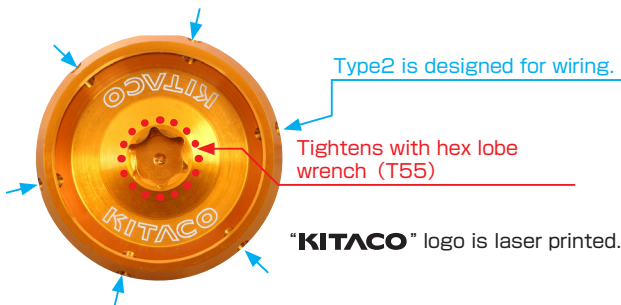 KITACO
Type2 is designed for wiring.
Tightens with hex lobe
wrench（T55）
KITACO
“KITACO” logo is laser printed.